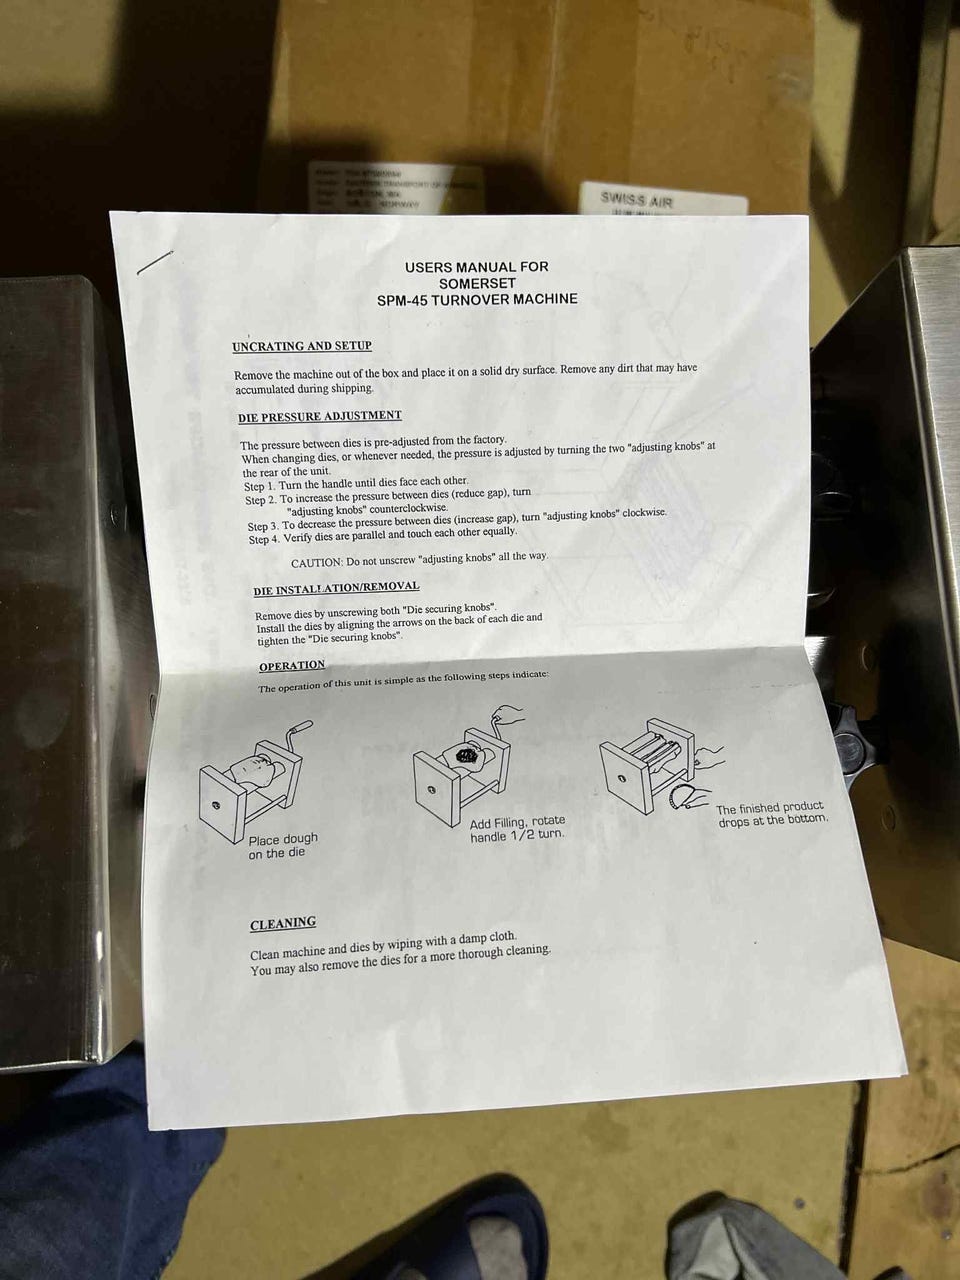 SWISS AIR
USERS MANUAL FOR
SOMERSET
SPM-45 TURNOVER MACHINE
UNCRATING AND SETUP
Remove the machine out of the box and place it on a solid dry surface. Remove any dirt that may have
accumulated during shipping.
DIE PRESSURE ADJUSTMENT
The pressure between dies is pre-adjusted from the factory.
When changing dies, or whenever needed, the pressure is adjusted by turning the two "adjusting knobs" at
the rear of the unit.
Step 1. Turn the handle until dies face each other.
Step 2. To increase the pressure between dies (reduce gap), turn
"adjusting knobs" counterclockwise.
Step 3. To decrease the pressure between dies (increase gap), turn "adjusting knobs" clockwise.
Step 4. Verify dies are parallel and touch each other equally.
CAUTION: Do not unscrew "adjusting knobs" all the way.
DIE INSTALLATION/REMOVAL
Remove dies by unscrewing both "Die securing knobs".
Install the dies by aligning the arrows on the back of each die and
tighten the "Die securing knobs".
OPERATION
The operation of this unit is simple as the following steps indicate:
Place dough
on the die
Add Filling, rotate
handle 1/2 turn.
The finished product
drops at the bottom.
CLEANING
Clean machine and dies by wiping with a damp cloth.
You may also remove the dies for a more thorough cleaning.